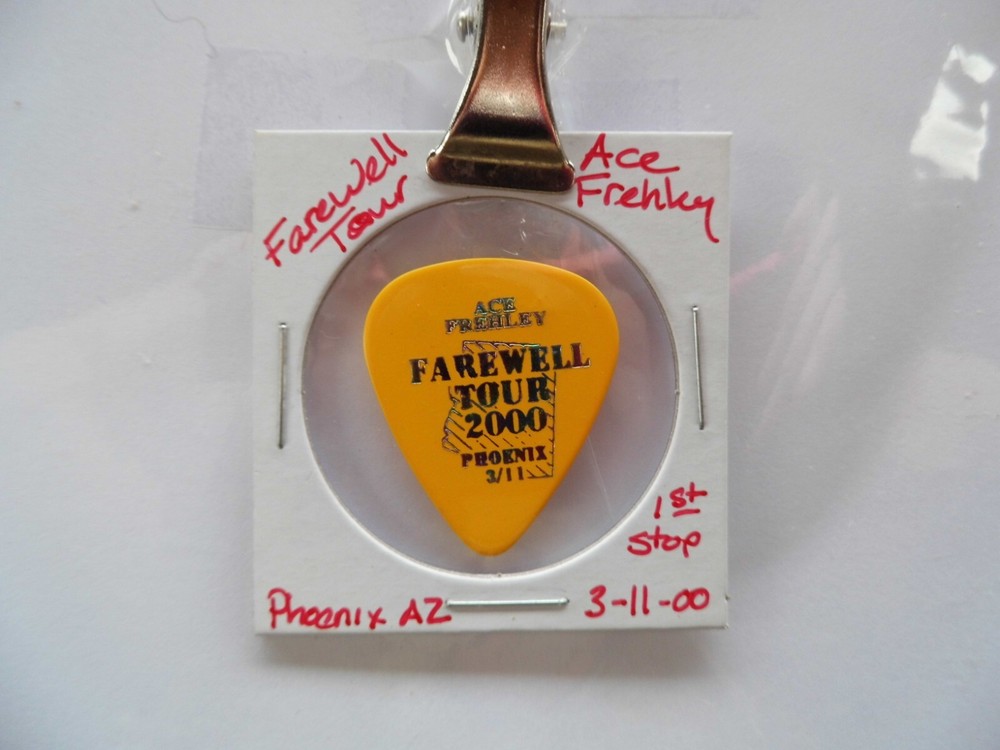 Farewell
Tour
Ace
Frehley
ACE
FREHLEY
FAREWELL
TOUR
2000
PHOENIX
3/11
1st
stop
Phoenix AZ
3-11-00